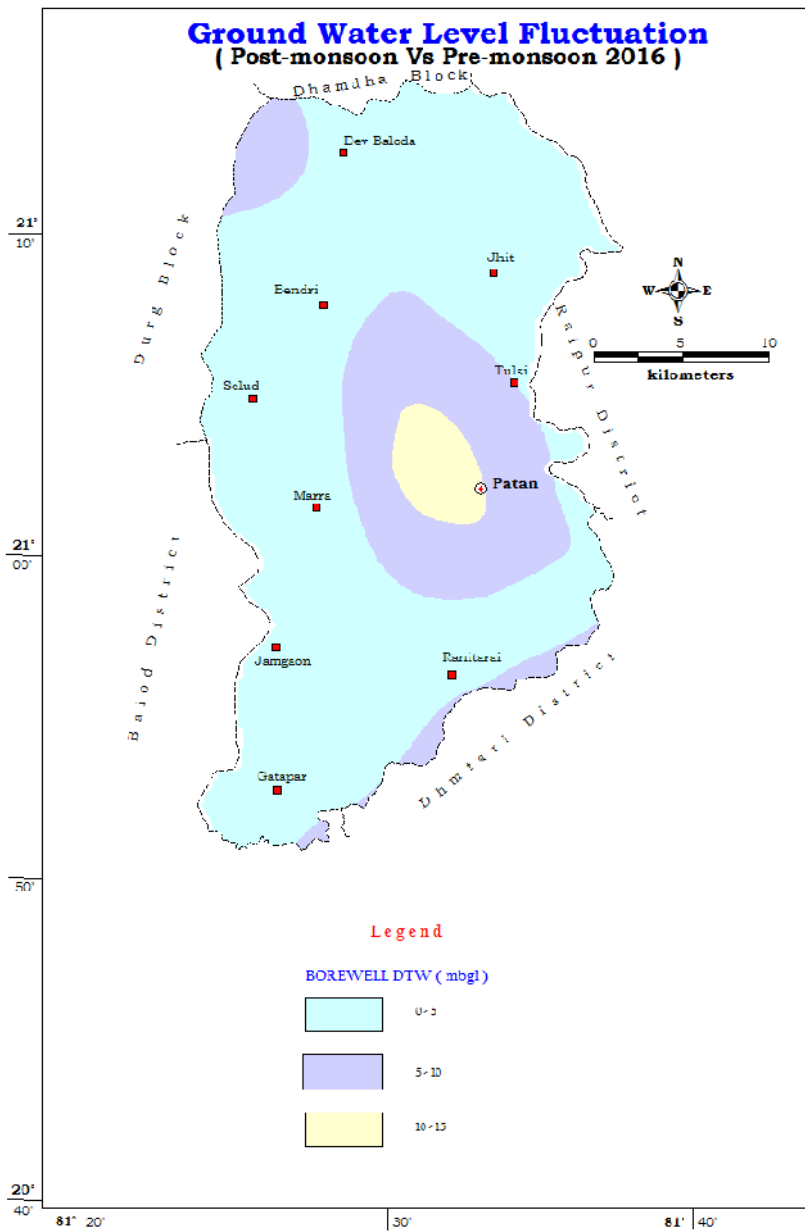 Ground Water Level Fluctuation
( Post-monsoon Vs Pre-monsoon 2016 )
Dhamdha Block
Dev Baloda
21°
10'
Durg Block
Jhit
N
W E
S
Bendri
Raipur District
0 5 10
kilometers
Tulsi
Selud
Patan
Marra
21°
00'
Balod District
Jamgaon
Ranitarai
Dhmtari District
Gatapar
50'
Legend
BOREWELL DTW ( mbgl )
0-5
5-10
10-15
20°
40'
81° 20' 30' 81° 40'